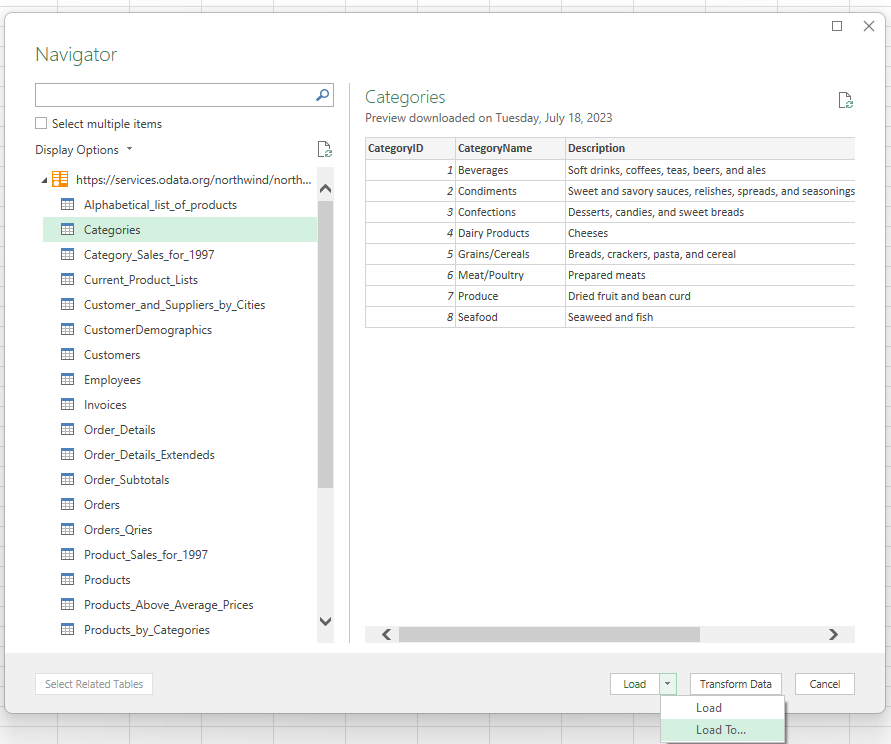 Navigator
Select multiple items
Display Options
https://services.odata.org/northwind/north...
Alphabetical_list_of_products
Categories
Category_Sales_for_1997
Current_Product_Lists
Customer_and_Suppliers_by_Cities
CustomerDemographics
Customers
Employees
Invoices
Order_Details
Order_Details_Extendeds
Order_Subtotals
Orders
Orders_Qries
Product_Sales_for_1997
Products
Products_Above_Average_Prices
Products_by_Categories
Categories
Preview downloaded on Tuesday, July 18, 2023
CategoryID CategoryName Description
1 Beverages Soft drinks, coffees, teas, beers, and ales
2 Condiments Sweet and savory sauces, relishes, spreads, and seasonings
3 Confections Desserts, candies, and sweet breads
4 Dairy Products Cheeses
5 Grains/Cereals Breads, crackers, pasta, and cereal
6 Meat/Poultry Prepared meats
7 Produce Dried fruit and bean curd
8 Seafood Seaweed and fish
Select Related Tables Load Transform Data Cancel
Load
Load To...